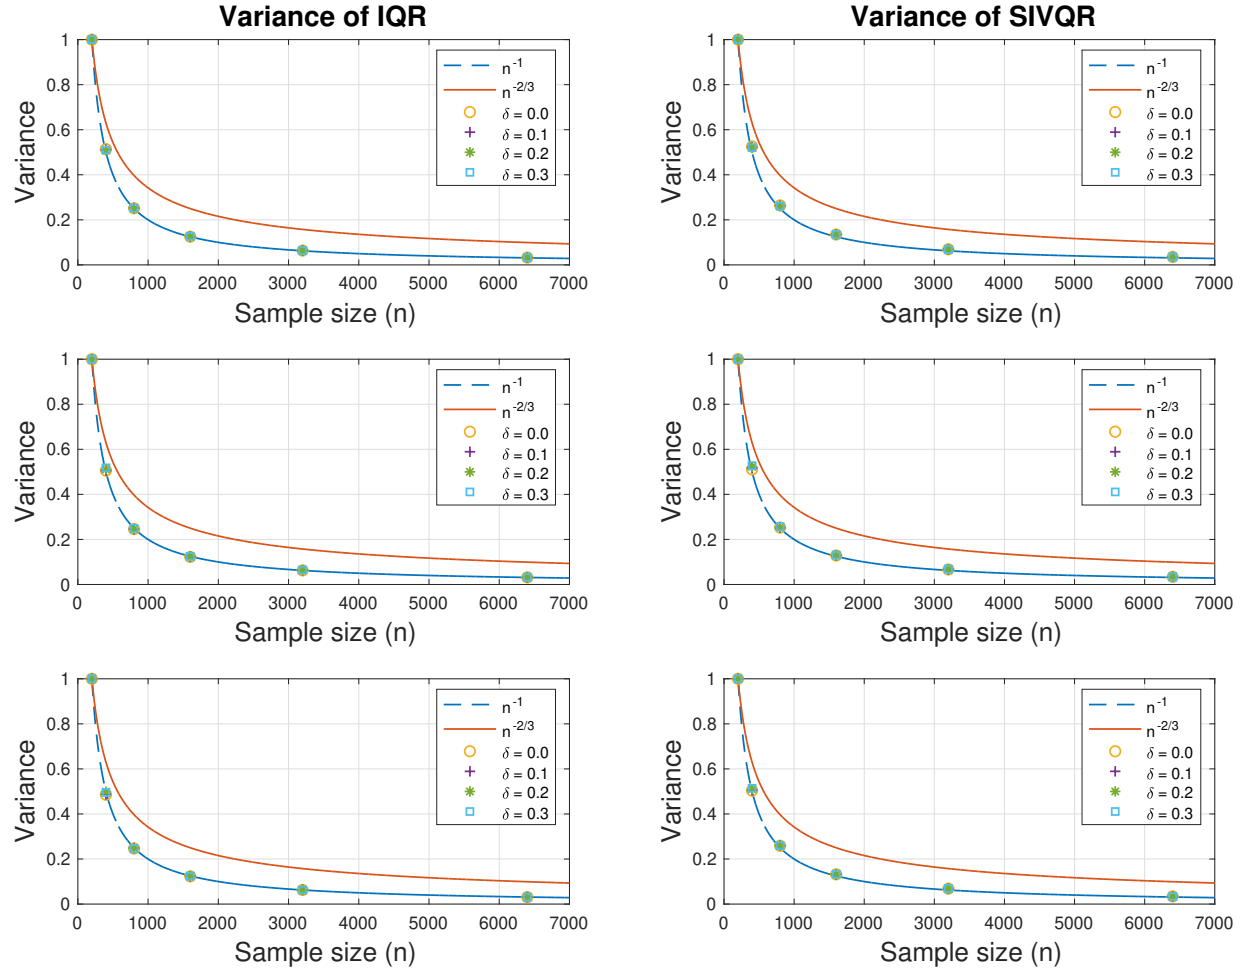 Variance of IQR
Variance
1
0.8
0.6
0.4
0.2
0
0 1000 2000 3000 4000 5000 6000 7000
Sample size (n)
n^-1
n^-2/3
δ = 0.0
δ = 0.1
δ = 0.2
δ = 0.3
Variance of SIVQR
Variance
1
0.8
0.6
0.4
0.2
0
0 1000 2000 3000 4000 5000 6000 7000
Sample size (n)
n^-1
n^-2/3
δ = 0.0
δ = 0.1
δ = 0.2
δ = 0.3
Variance
1
0.8
0.6
0.4
0.2
0
0 1000 2000 3000 4000 5000 6000 7000
Sample size (n)
n^-1
n^-2/3
δ = 0.0
δ = 0.1
δ = 0.2
δ = 0.3
Variance
1
0.8
0.6
0.4
0.2
0
0 1000 2000 3000 4000 5000 6000 7000
Sample size (n)
n^-1
n^-2/3
δ = 0.0
δ = 0.1
δ = 0.2
δ = 0.3
Variance
1
0.8
0.6
0.4
0.2
0
0 1000 2000 3000 4000 5000 6000 7000
Sample size (n)
n^-1
n^-2/3
δ = 0.0
δ = 0.1
δ = 0.2
δ = 0.3
Variance
1
0.8
0.6
0.4
0.2
0
0 1000 2000 3000 4000 5000 6000 7000
Sample size (n)
n^-1
n^-2/3
δ = 0.0
δ = 0.1
δ = 0.2
δ = 0.3